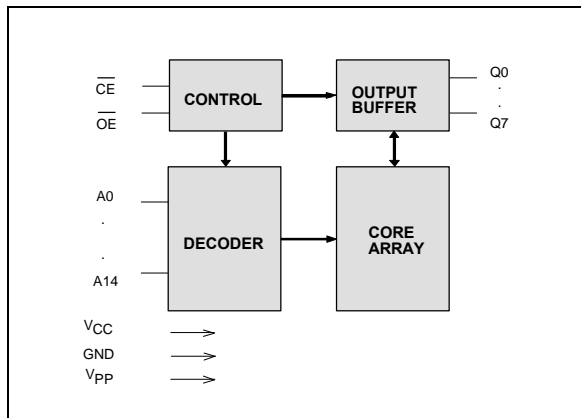 CE
OE
CONTROL
OUTPUT
BUFFER
Q0
.
.
Q7
A0
.
.
A14
DECODER
CORE
ARRAY
VCC
GND
VPP